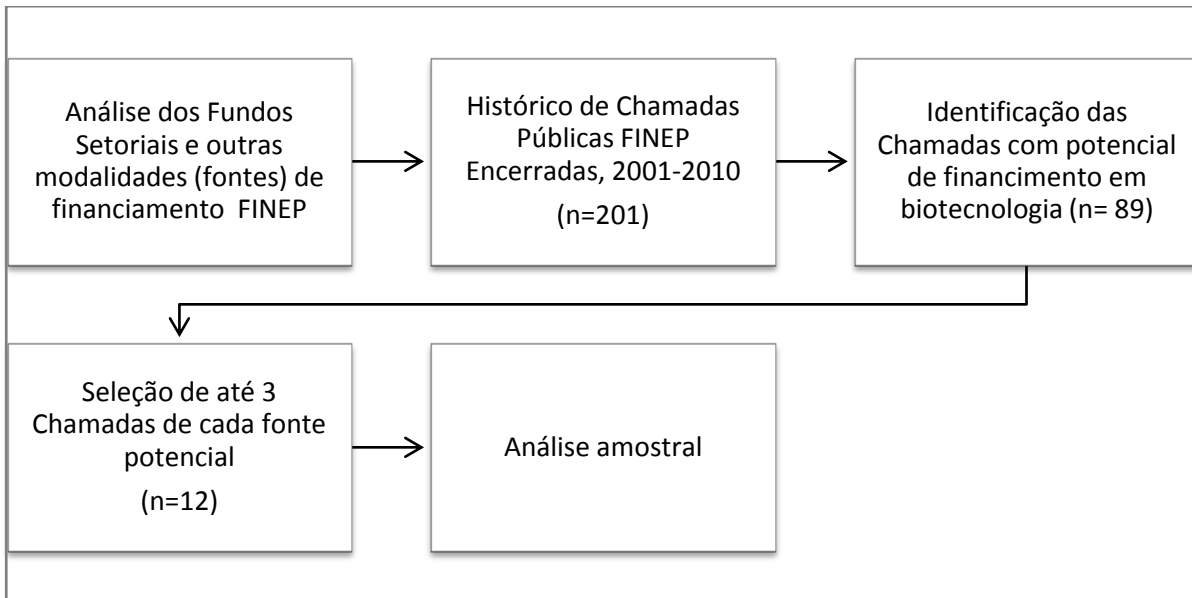 Análise dos Fundos
Setoriais e outras
modalidades (fontes) de
financiamento  FINEP
Histórico de Chamadas
Públicas FINEP
Encerradas, 2001-2010
(n=201)
Identificação das
Chamadas com potencial
de financimento em
biotecnologia (n= 89)
Seleção de até 3
Chamadas de cada fonte
potencial
(n=12)
Análise amostral